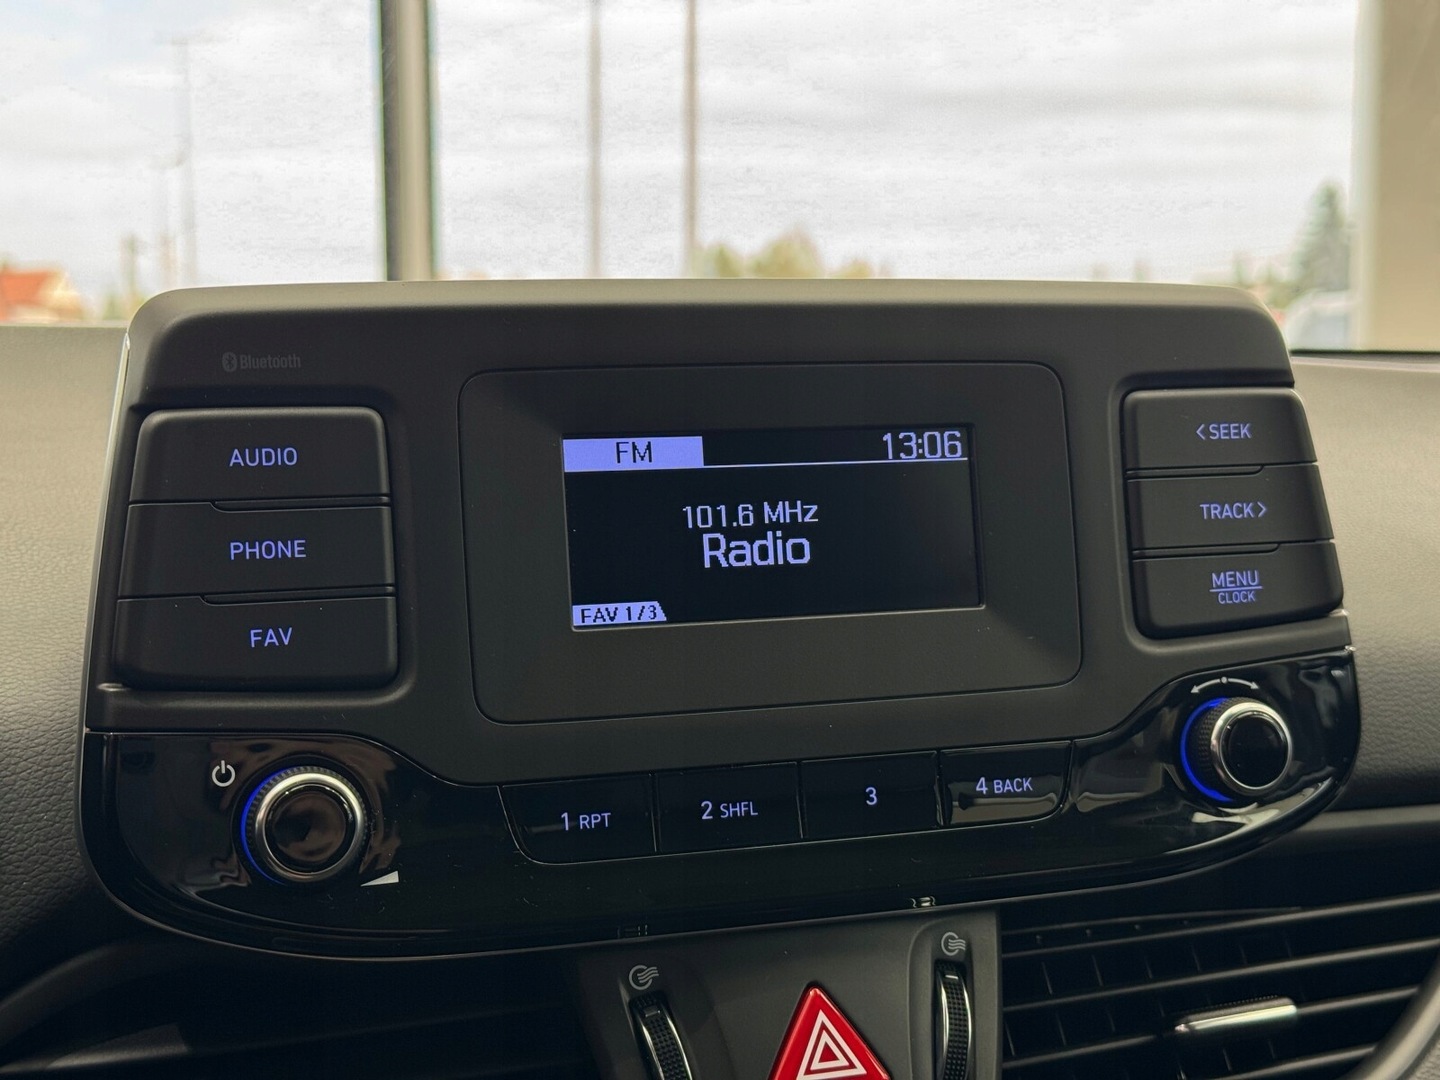 Bluetooth
AUDIO
PHONE
FAV
FM 13:06
101.6 MHz
Radio
FAV 1/3
<SEEK
TRACK>
MENU
CLOCK
1 RPT
2 SHFL
3
4 BACK